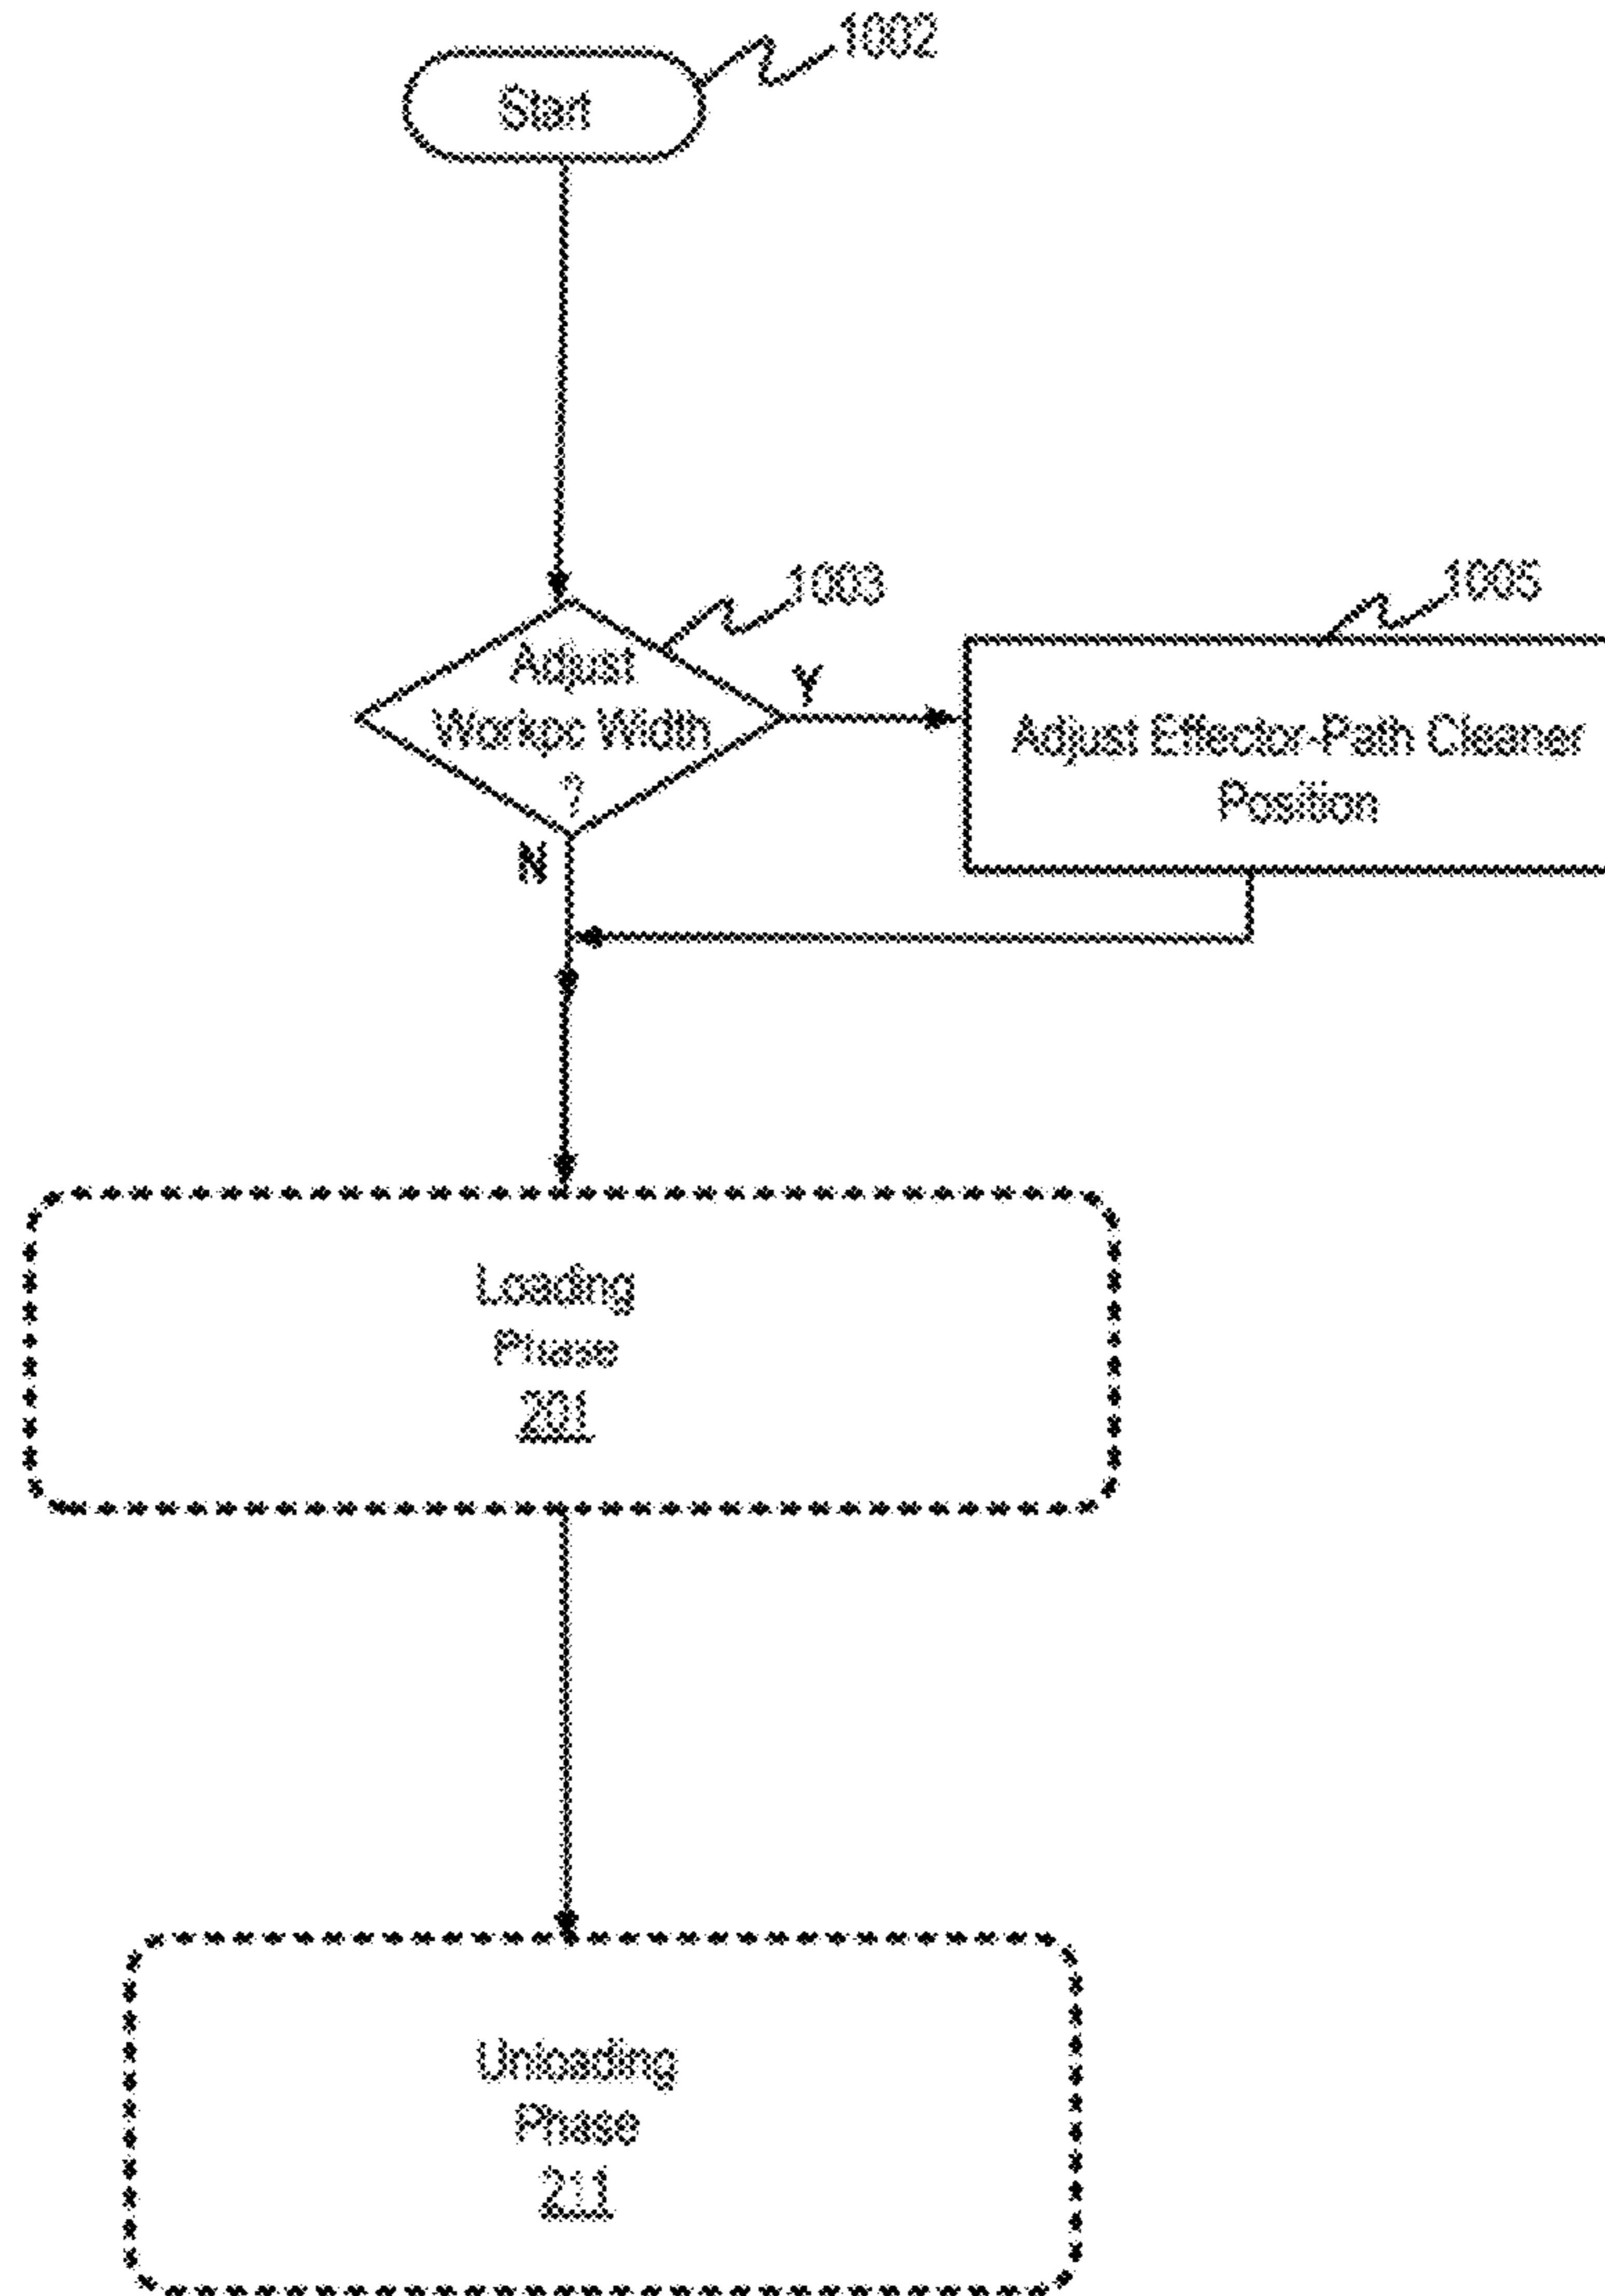 1002
Start
1003
1005
Adjust
Workpc Width
?
Y
Adjust Effector-Path Cleaner
Position
N
Loading
Phase
201
Unloading
Phase
211